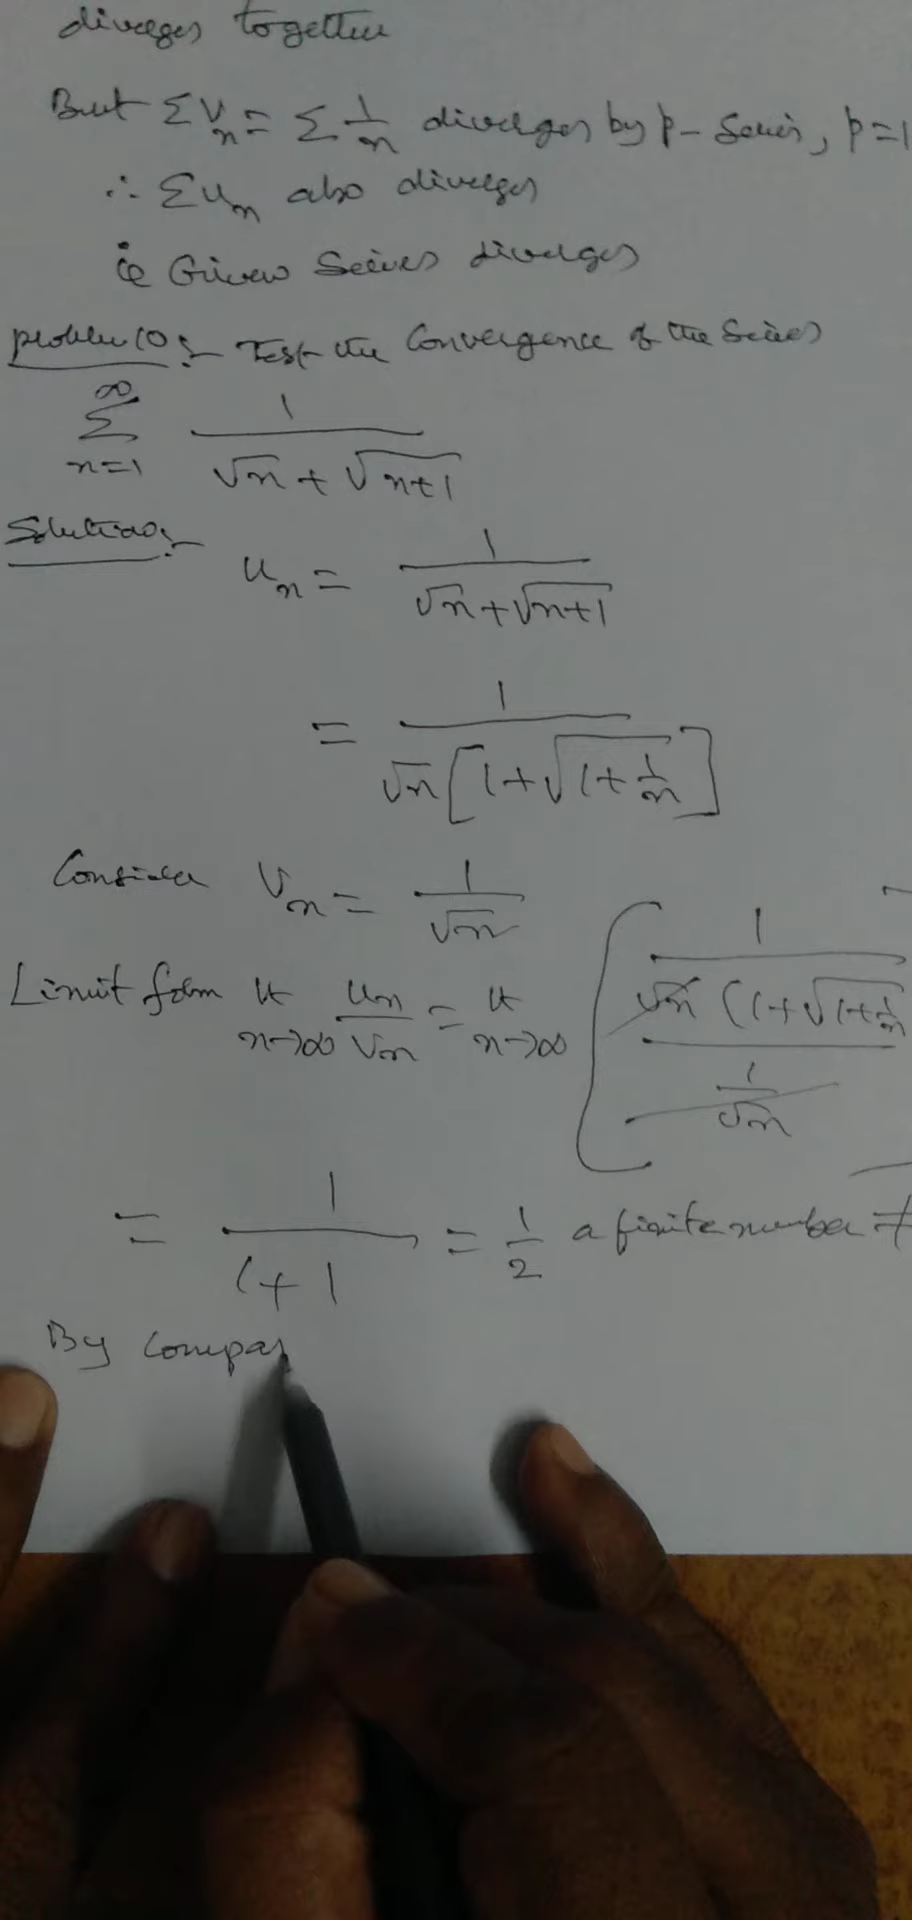 diverges together
But ΣVn = Σ 1/n diverges by p-series, p=1
∴ Σun also diverges
ie Given Series diverges
problem 10:- Test the Convergence of the Series
∞ Σ n=1 1/(√n + √(n+1))
Solution:-
un = 1/(√n+√(n+1))
= 1/(√n[1+√(1+1/n)])
Consider Vn = 1/√n
Limit form lt n→∞ un/vn = lt n→∞ [ (1/(√n (1+√(1+1/n))) / (1/√n)
= 1/(1+1) = 1/2 a finite number ≠
By Compar